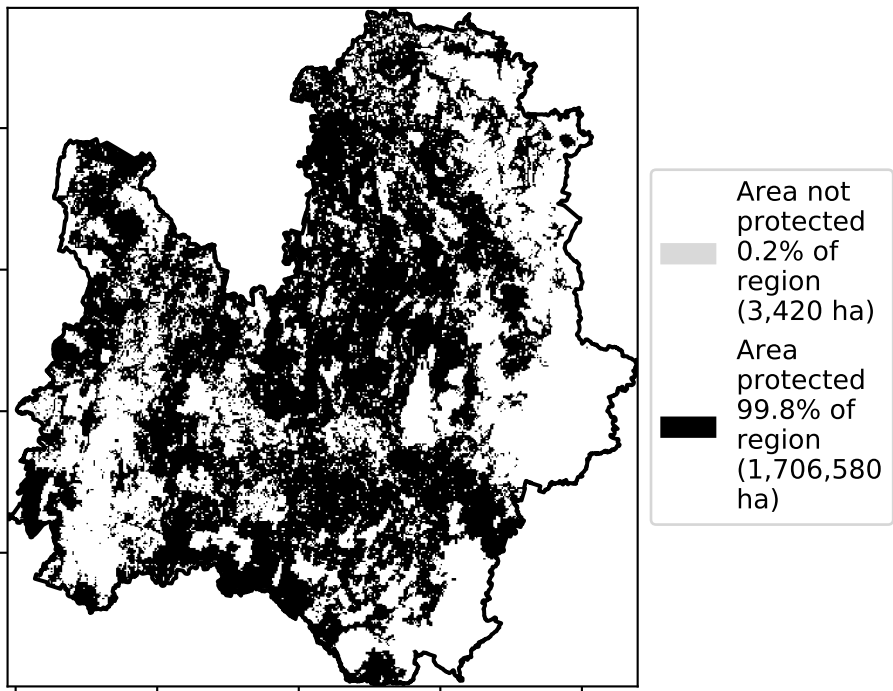 Area not
protected
0.2% of
region
(3,420 ha)
Area
protected
99.8% of
region
(1,706,580
ha)